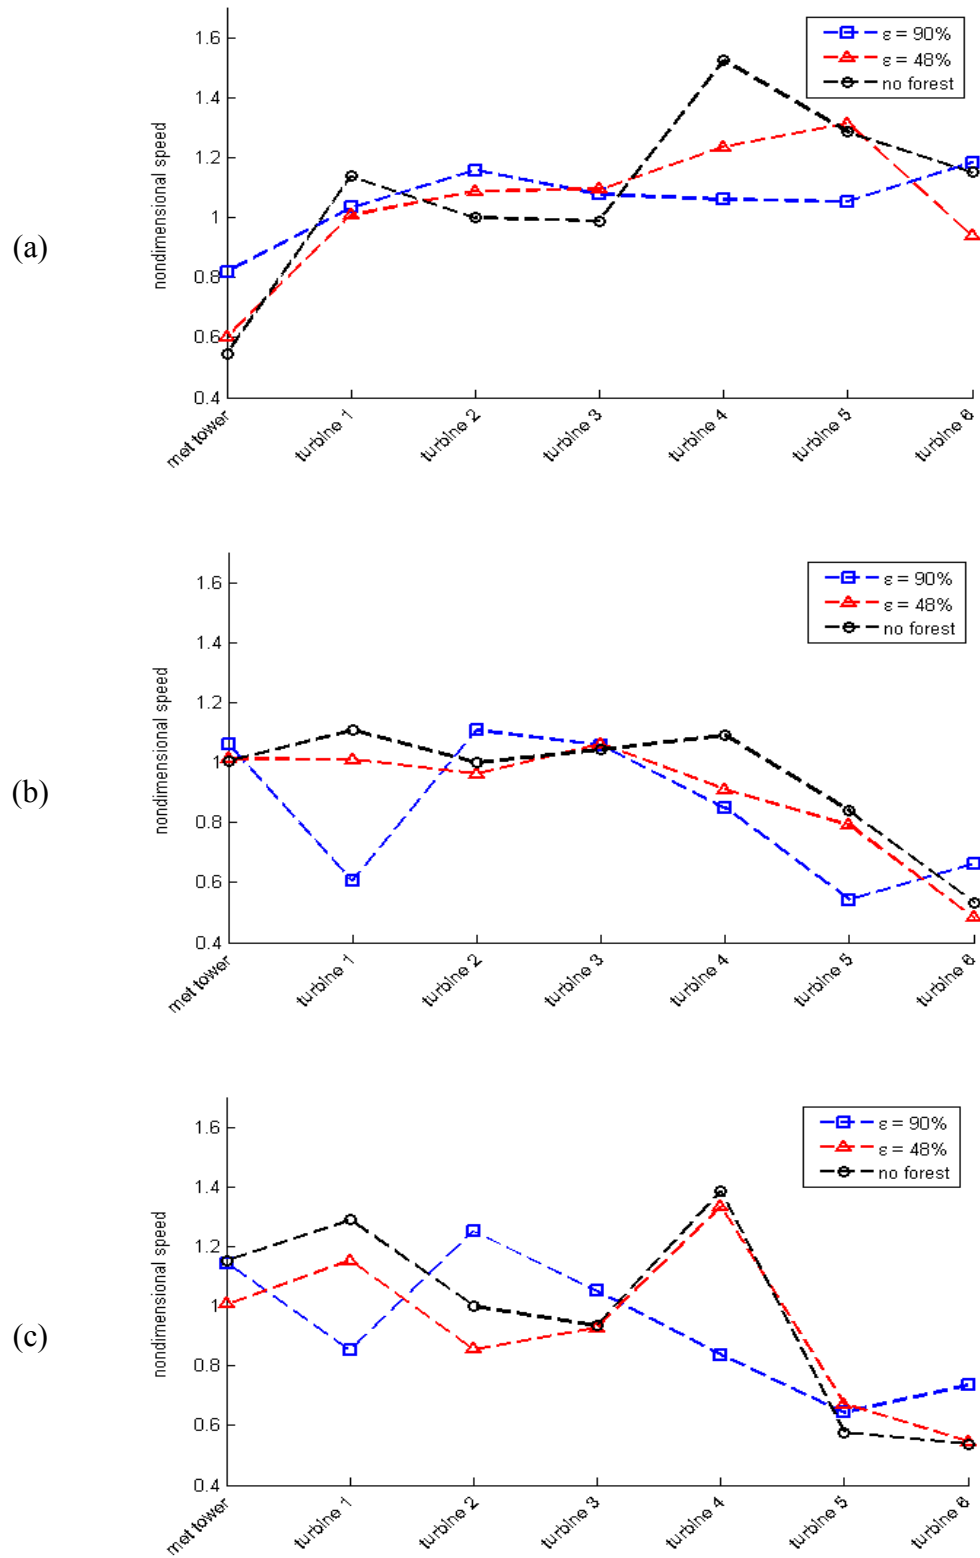 (a)
nondimensional speed
1.6
1.4
1.2
1
0.8
0.6
0.4
ε = 90%
ε = 48%
no forest
met tower
turbine 1
turbine 2
turbine 3
turbine 4
turbine 5
turbine 6
(b)
nondimensional speed
1.6
1.4
1.2
1
0.8
0.6
0.4
ε = 90%
ε = 48%
no forest
met tower
turbine 1
turbine 2
turbine 3
turbine 4
turbine 5
turbine 6
(c)
nondimensional speed
1.6
1.4
1.2
1
0.8
0.6
0.4
ε = 90%
ε = 48%
no forest
met tower
turbine 1
turbine 2
turbine 3
turbine 4
turbine 5
turbine 6